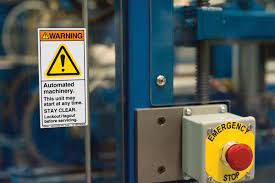 WARNING
Automated
machinery.
This unit may
start at any time.
STAY CLEAR.
Lockout/tagout
before servicing.
EMERGENCY
STOP